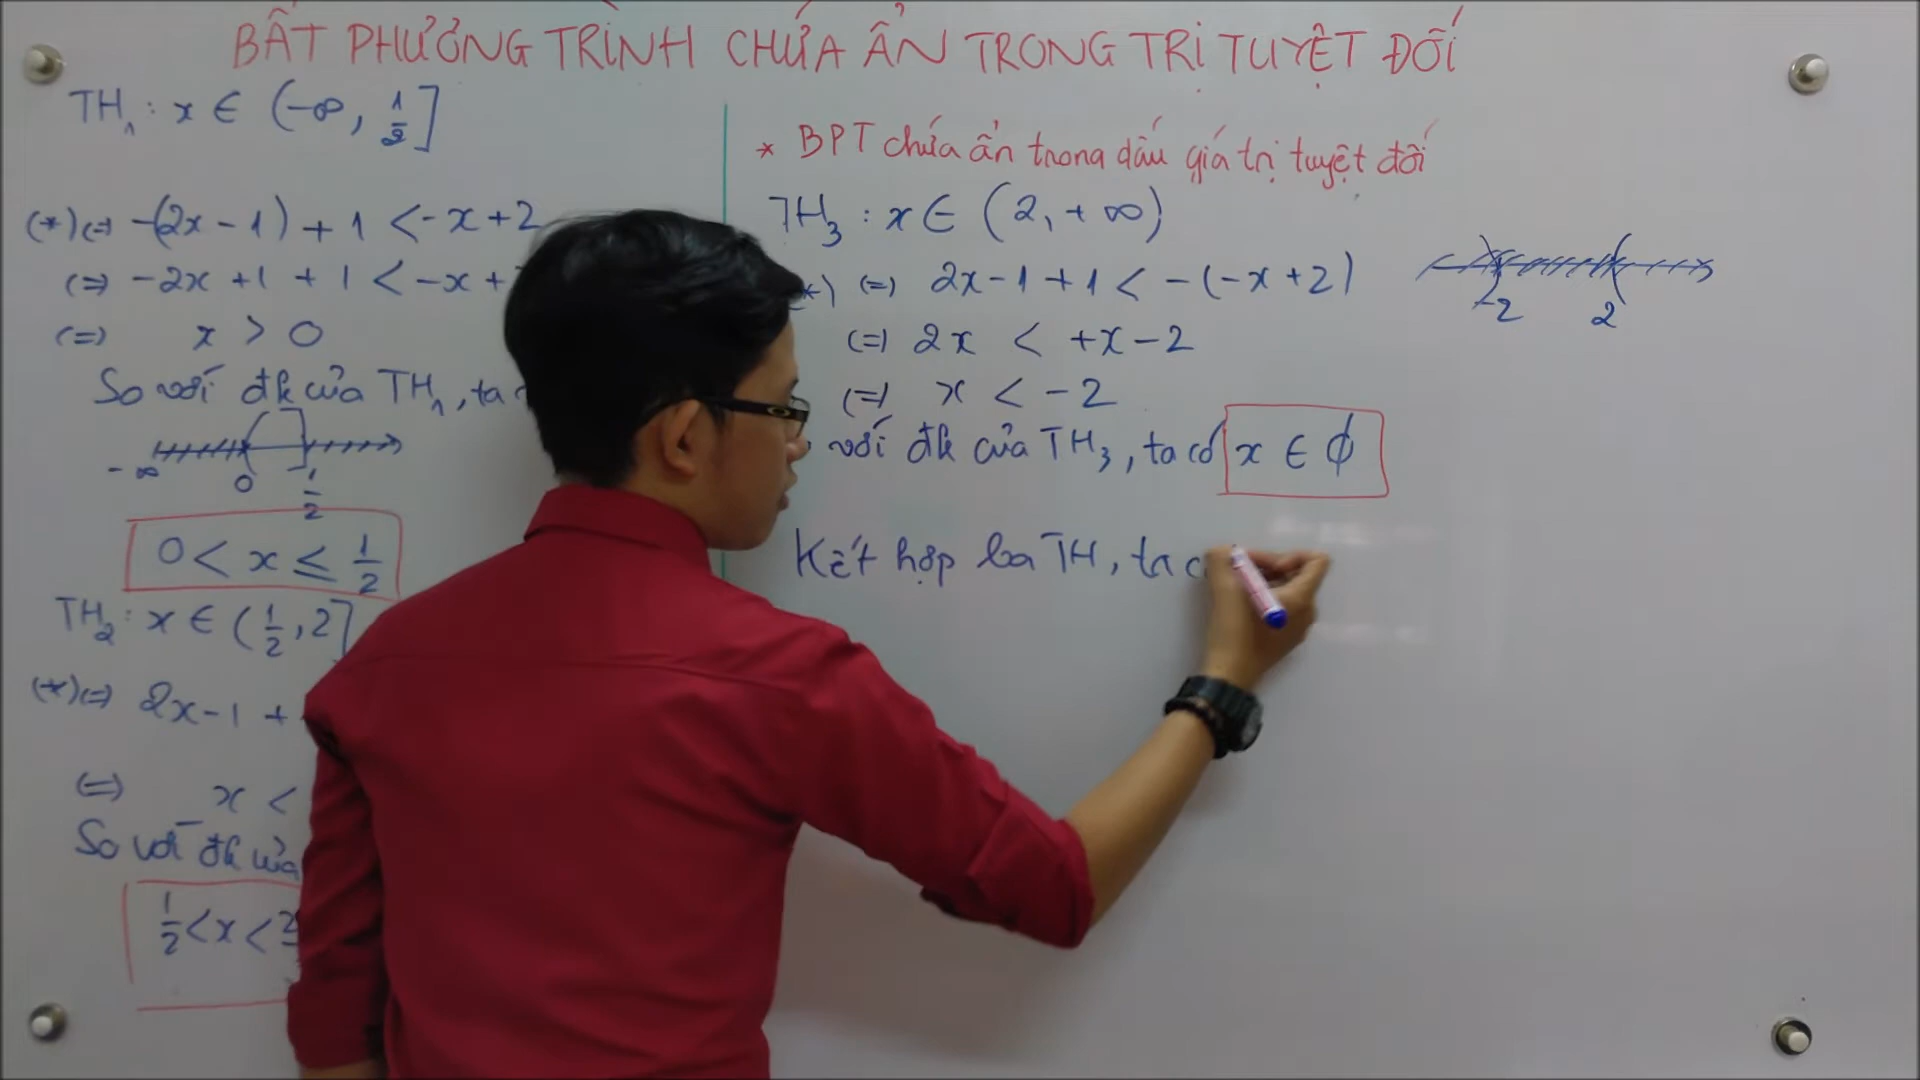 BẤT PHƯƠNG TRÌNH CHỨA ẨN TRONG TRỊ TUYỆT ĐỐI
TH₁ : x ∈ (-∞, 1/2]
(*) (=) -(2x - 1) + 1 < -x + 2
(=) -2x + 1 + 1 < -x +
(=) x > 0
So với đk của TH₁, ta
-∞ 0 1/2
0 < x ≤ 1/2
TH₂ : x ∈ (1/2, 2]
(*) (=) 2x - 1 +
(=) x <
So với đk của
1/2 < x < 2
* BPT chứa ẩn trong dấu giá trị tuyệt đối
TH₃ : x ∈ (2, +∞)
*) (=) 2x - 1 + 1 < -(-x + 2)
(=) 2x < +x - 2
(=) x < -2
với đk của TH₃, ta có x ∈ ∅
-2 2
Kết hợp ba TH, ta